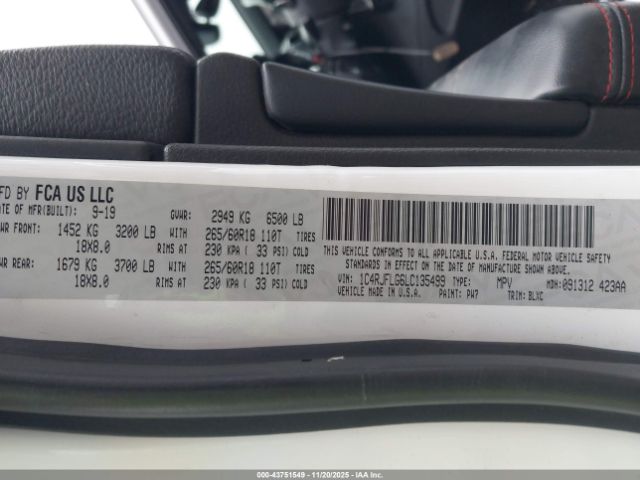 FD BY FCA US LLC
ATE OF MFR(BUILT): 9-19 GVWR: 2949 KG 6500 LB
WR FRONT: 1452 KG 3200 LB WITH 265/60R18 110T TIRES
18X8.0 RIMS AT 230 KPA ( 33 PSI) COLD
WR REAR: 1679 KG 3700 LB WITH 265/60R18 110T TIRES
18X8.0 RIMS AT 230 KPA ( 33 PSI) COLD
THIS VEHICLE CONFORMS TO ALL APPLICABLE U.S.A. FEDERAL MOTOR VEHICLE SAFETY
STANDARDS IN EFFECT ON THE DATE OF MANUFACTURE SHOWN ABOVE.
VIN: 1C4RJFLG6LC135499 TYPE: MPV MDH: 091312 423AA
VEHICLE MADE IN U.S.A. PAINT: PW7 TRIM: BLXC
000-43751549 - 11/20/2025 - IAAI.COM